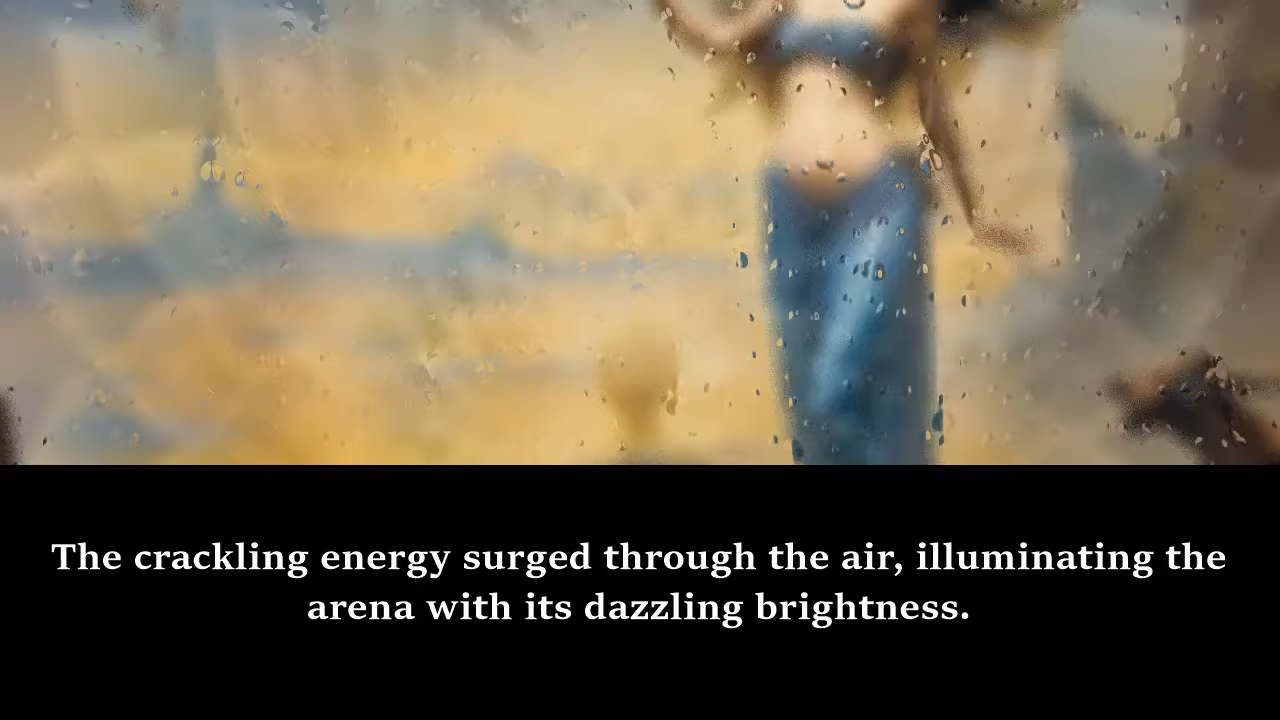 The crackling energy surged through the air, illuminating the
arena with its dazzling brightness.